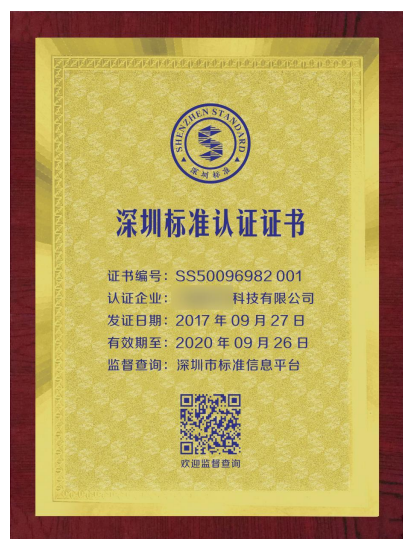 SHENZHEN STANDARD
深圳标准
深圳标准认证证书
证书编号：SS50096982 001
认证企业：科技有限公司
发证日期：2017 年 09 月 27 日
有效期至：2020 年 09 月 26 日
监督查询：深圳市标准信息平台
欢迎监督查询